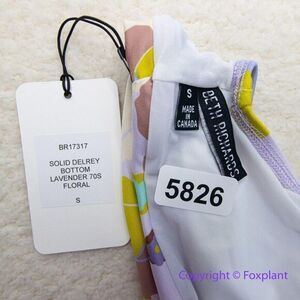 BR17317
SOLID DELREY
BOTTOM
LAVENDER 70S
FLORAL
S
S
MADE IN
CANADA
BETH RICHARDS
5826
Copyright © Foxplant